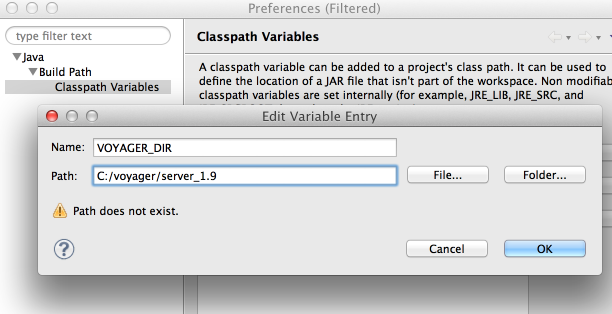 Preferences (Filtered)
type filter text
Classpath Variables
Java
Build Path
Classpath Variables
A classpath variable can be added to a project's class path. It can be used to
define the location of a JAR file that isn't part of the workspace. Non modifiab
classpath variables are set internally (for example, JRE_LIB, JRE_SRC, and
Edit Variable Entry
Name: VOYAGER_DIR
Path: C:/voyager/server_1.9 File... Folder...
Path does not exist.
? Cancel OK